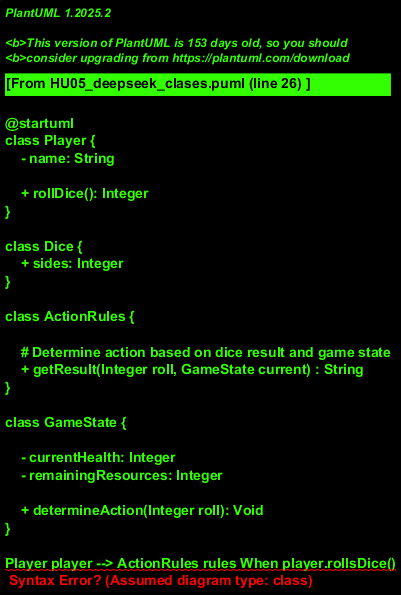 PlantUML 1.2025.2
<b>This version of PlantUML is 153 days old, so you should
<b>consider upgrading from https://plantuml.com/download
[From HU05_deepseek_clases.puml (line 26) ]
@startuml
class Player {
- name: String
+ rollDice(): Integer
}
class Dice {
+ sides: Integer
}
class ActionRules {
# Determine action based on dice result and game state
+ getResult(Integer roll, GameState current) : String
}
class GameState {
- currentHealth: Integer
- remainingResources: Integer
+ determineAction(Integer roll): Void
}
Player player --> ActionRules rules When player.rollsDice()
Syntax Error? (Assumed diagram type: class)